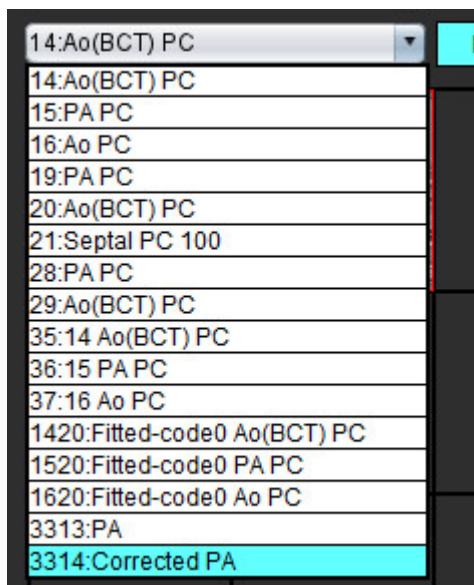 14:Ao(BCT) PC
14:Ao(BCT) PC
15:PA PC
16:Ao PC
19:PA PC
20:Ao(BCT) PC
21:Septal PC 100
28:PA PC
29:Ao(BCT) PC
35:14 Ao(BCT) PC
36:15 PA PC
37:16 Ao PC
1420:Fitted-code0 Ao(BCT) PC
1520:Fitted-code0 PA PC
1620:Fitted-code0 Ao PC
3313:PA
3314:Corrected PA